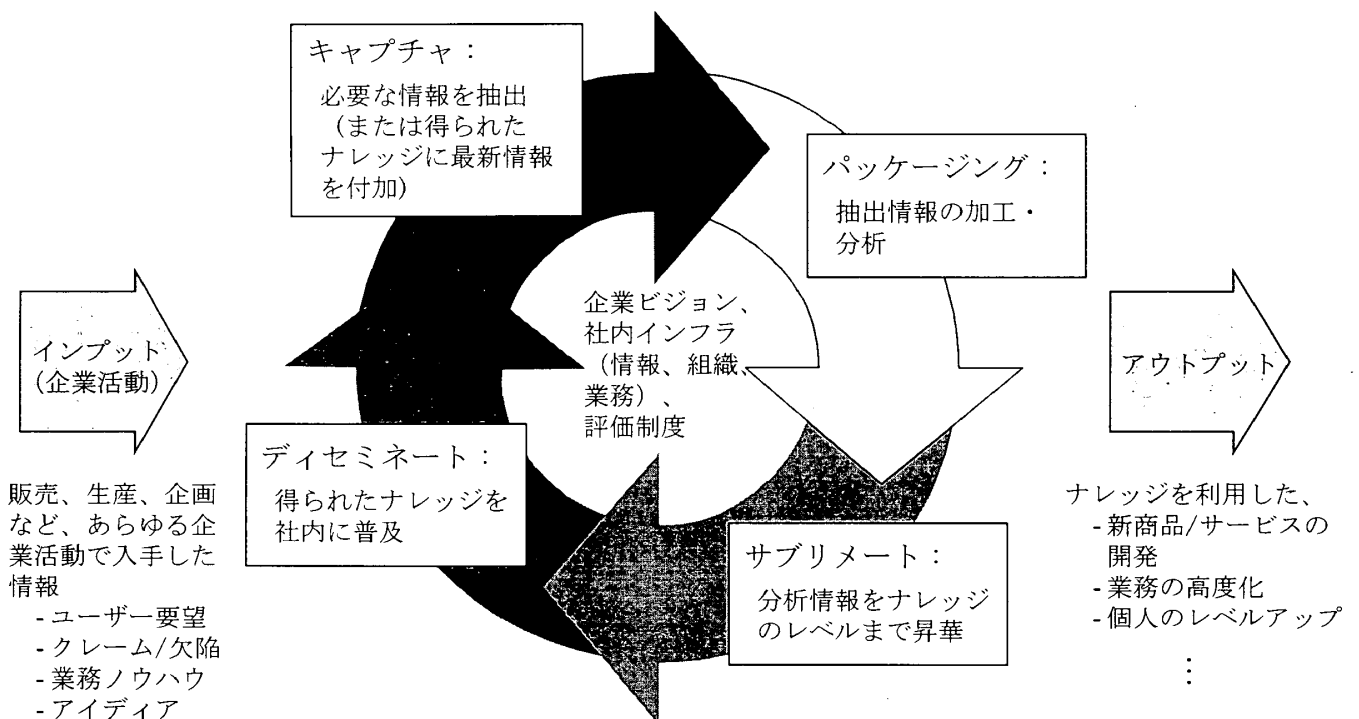 キャプチャ：
必要な情報を抽出
（または得られた
ナレッジに最新情報
を付加）
パッケージング：
抽出情報の加工・
分析
インプット
（企業活動）
企業ビジョン、
社内インフラ
（情報、組織、
業務）、
評価制度
アウトプット
ディセミネート：
得られたナレッジを
社内に普及
サブリメート：
分析情報をナレッジ
のレベルまで昇華
販売、生産、企画
など、あらゆる企
業活動で入手した
情報
- ユーザー要望
- クレーム/欠陥
- 業務ノウハウ
- アイディア
ナレッジを利用した、
- 新商品/サービスの
開発
- 業務の高度化
- 個人のレベルアップ
⋮